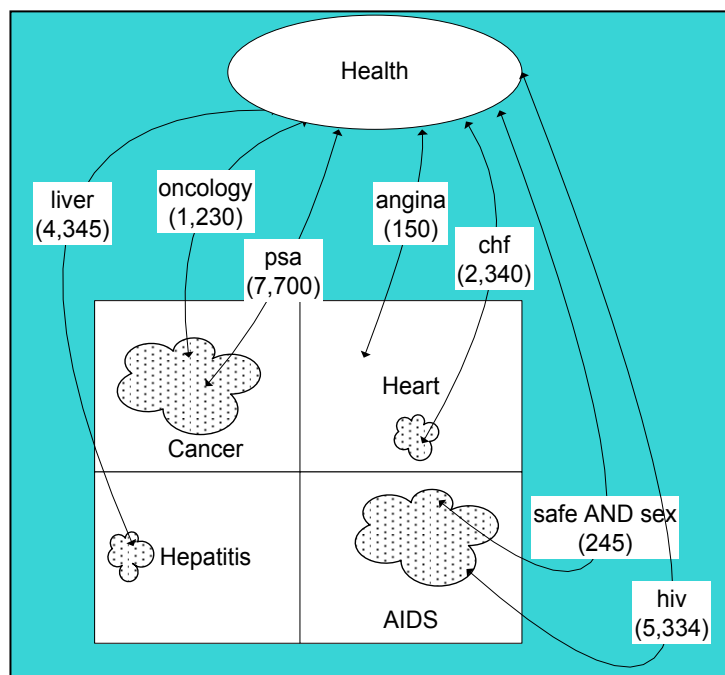 Health
liver
(4,345)
oncology
(1,230)
psa
(7,700)
angina
(150)
chf
(2,340)
Heart
Cancer
Hepatitis
AIDS
safe AND sex
(245)
hiv
(5,334)